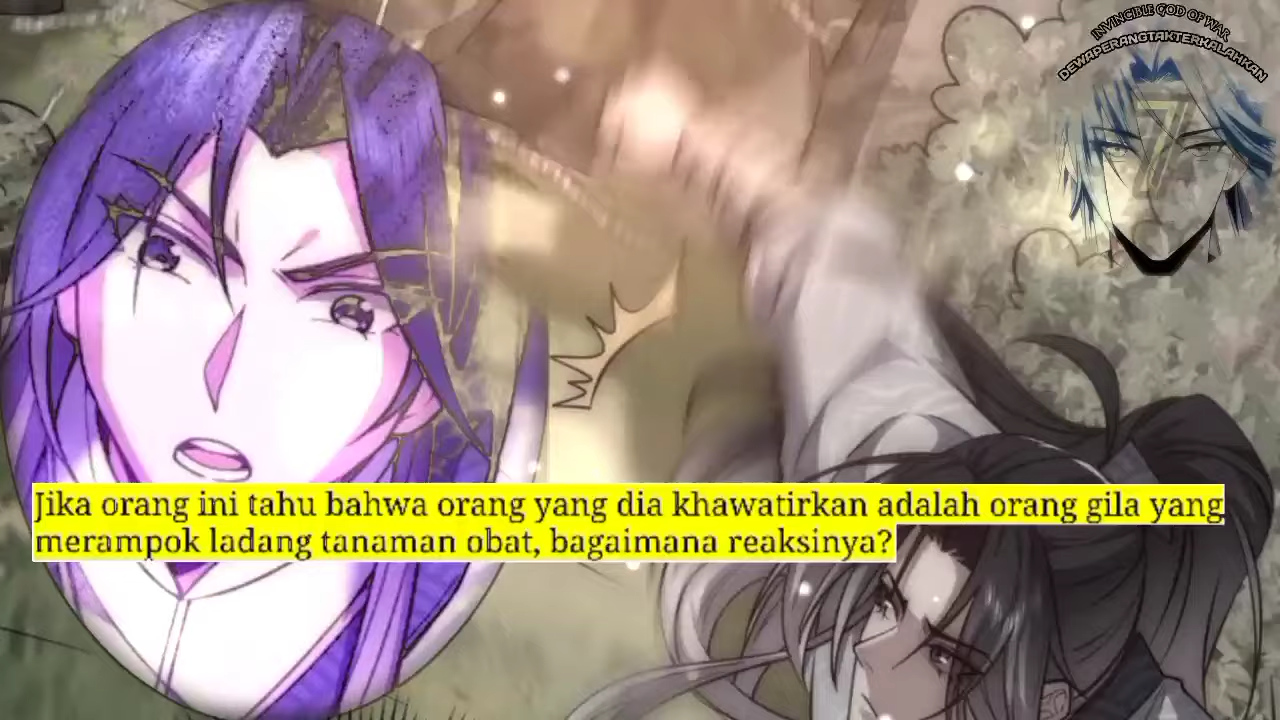 INVINCIBLE GOD OF WAR
DEWAPERANGTAKTERKALAHKAN
7
Jika orang ini tahu bahwa orang yang dia khawatirkan adalah orang gila yang
merampok ladang tanaman obat, bagaimana reaksinya?